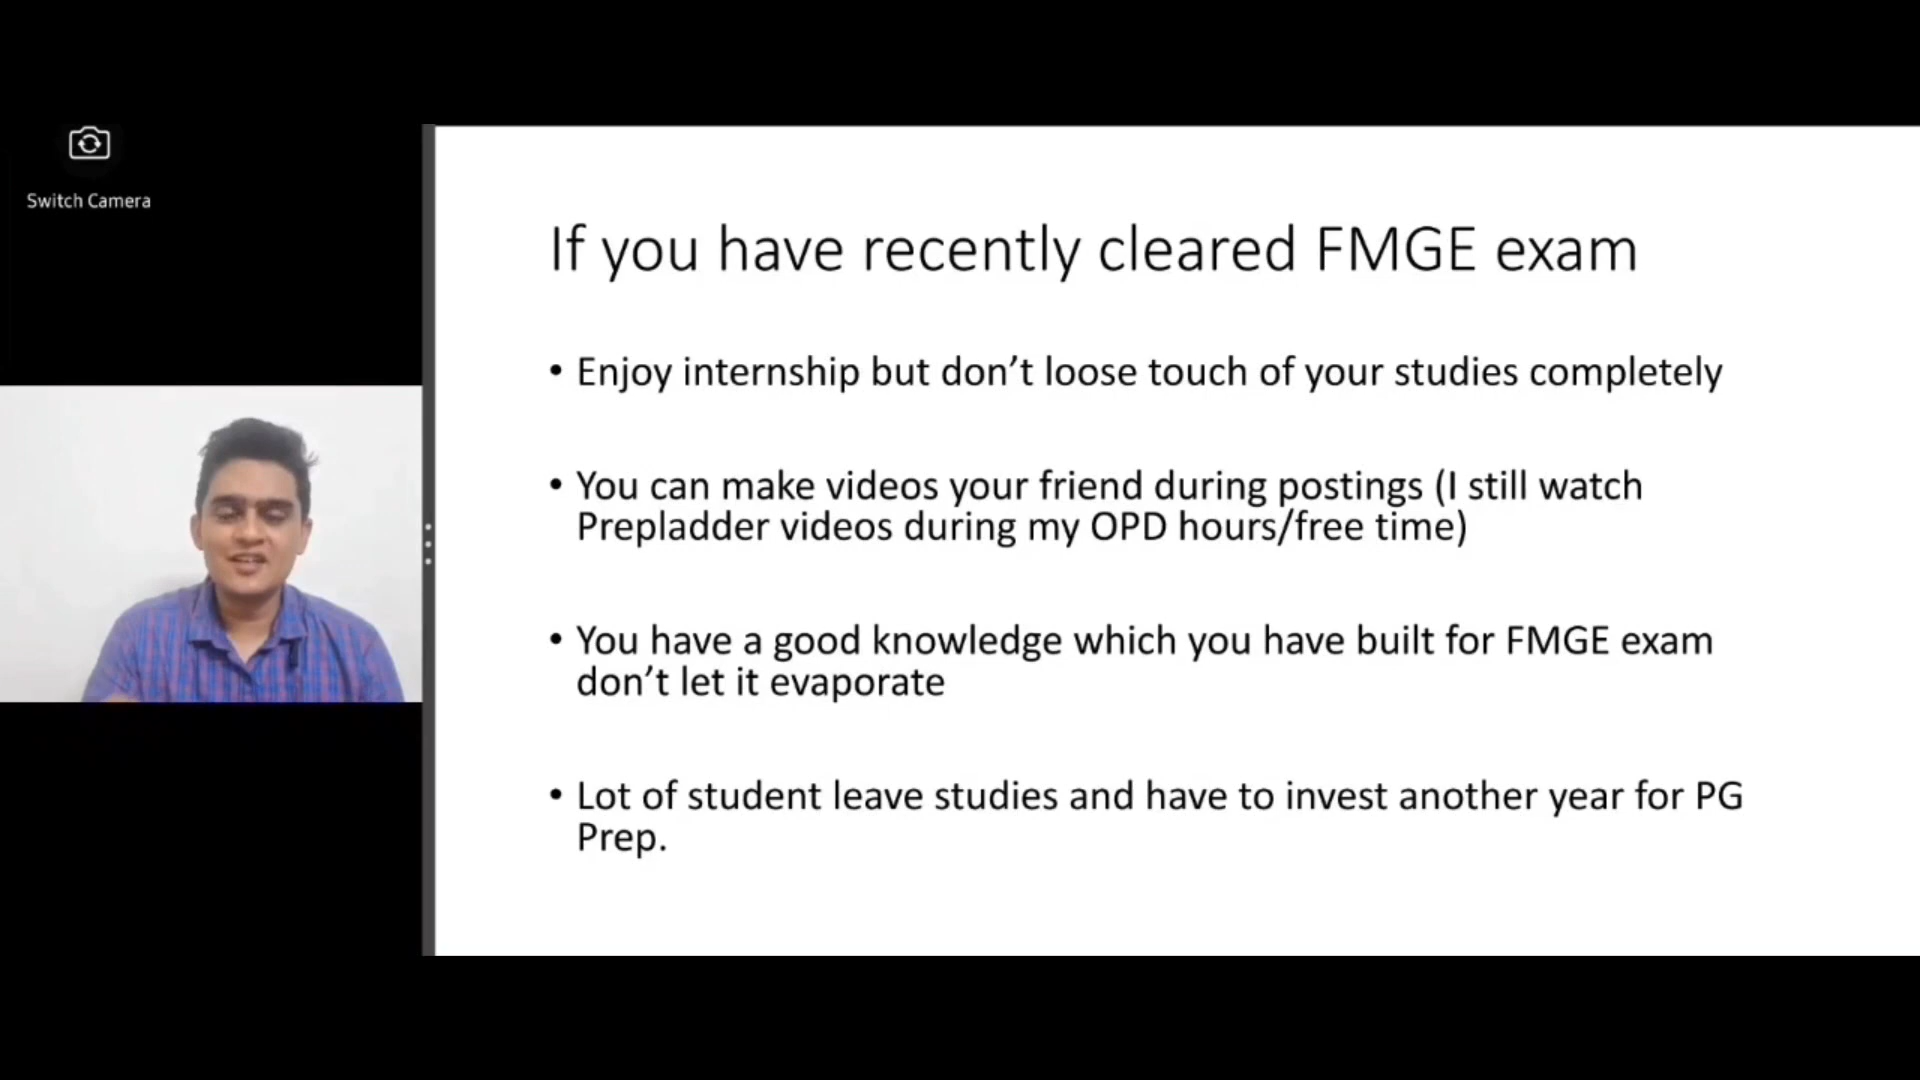 Switch Camera
If you have recently cleared FMGE exam
• Enjoy internship but don’t loose touch of your studies completely
• You can make videos your friend during postings (I still watch
Prepladder videos during my OPD hours/free time)
• You have a good knowledge which you have built for FMGE exam
don’t let it evaporate
• Lot of student leave studies and have to invest another year for PG
Prep.